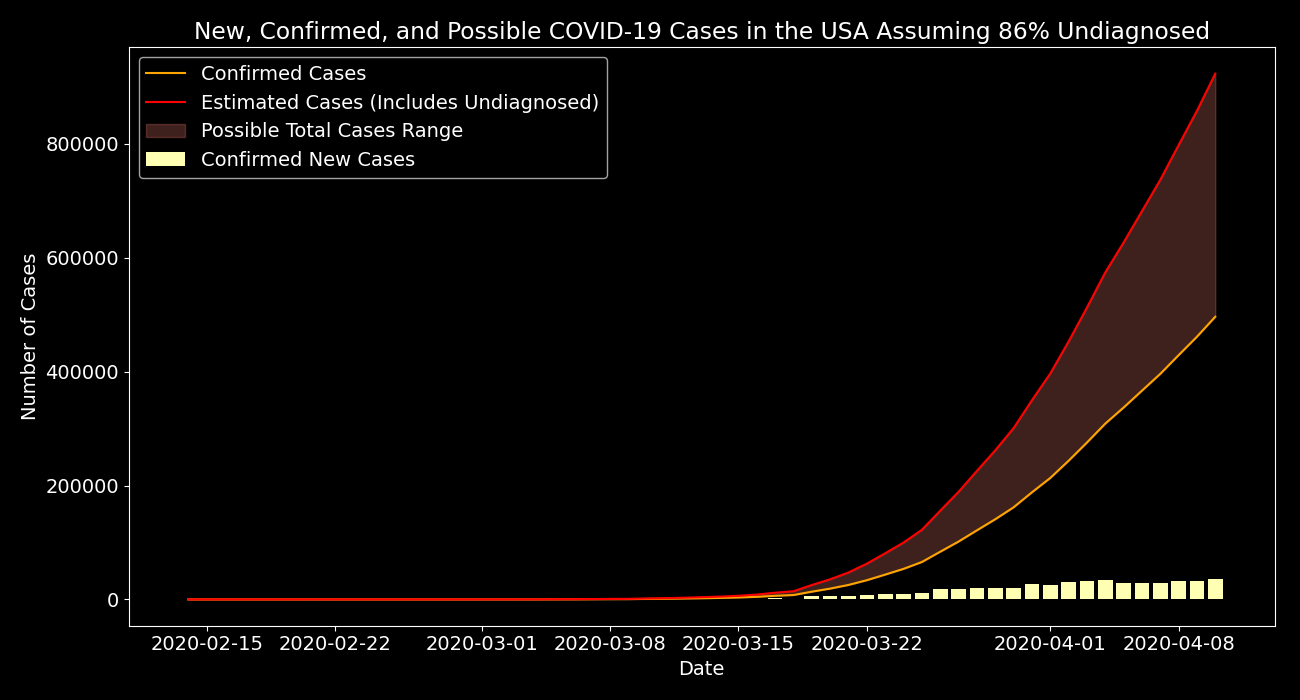 New, Confirmed, and Possible COVID-19 Cases in the USA Assuming 86% Undiagnosed
Confirmed Cases
Estimated Cases (Includes Undiagnosed)
Possible Total Cases Range
Confirmed New Cases
Number of Cases
800000
600000
400000
200000
0
2020-02-15 2020-02-22 2020-03-01 2020-03-08 2020-03-15 2020-03-22 2020-04-01 2020-04-08
Date